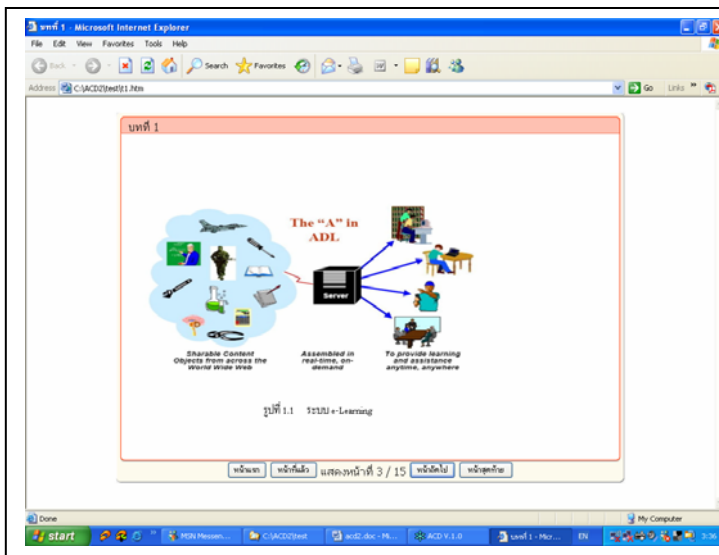 บทที่ 1 - Microsoft Internet Explorer
File Edit View Favorites Tools Help
Back Search Favorites
Address C:\ACD2\test\t1.htm Go Links »
บทที่ 1
The “A” in
ADL
Server
Sharable Content
Objects from across the
World Wide Web
Assembled in
real-time, on-
demand
To provide learning
and assistance
anytime, anywhere
รูปที่ 1.1 ระบบ e-Learning
หน้าแรก หน้าที่แล้ว แสดงหน้าที่ 3 / 15 หน้าถัดไป หน้าสุดท้าย
Done My Computer
start MSN Messen... C:\ACD2\test acd2.doc - Mi... ACD V.1.0 บทที่ 1 - Micr... EN 3:36